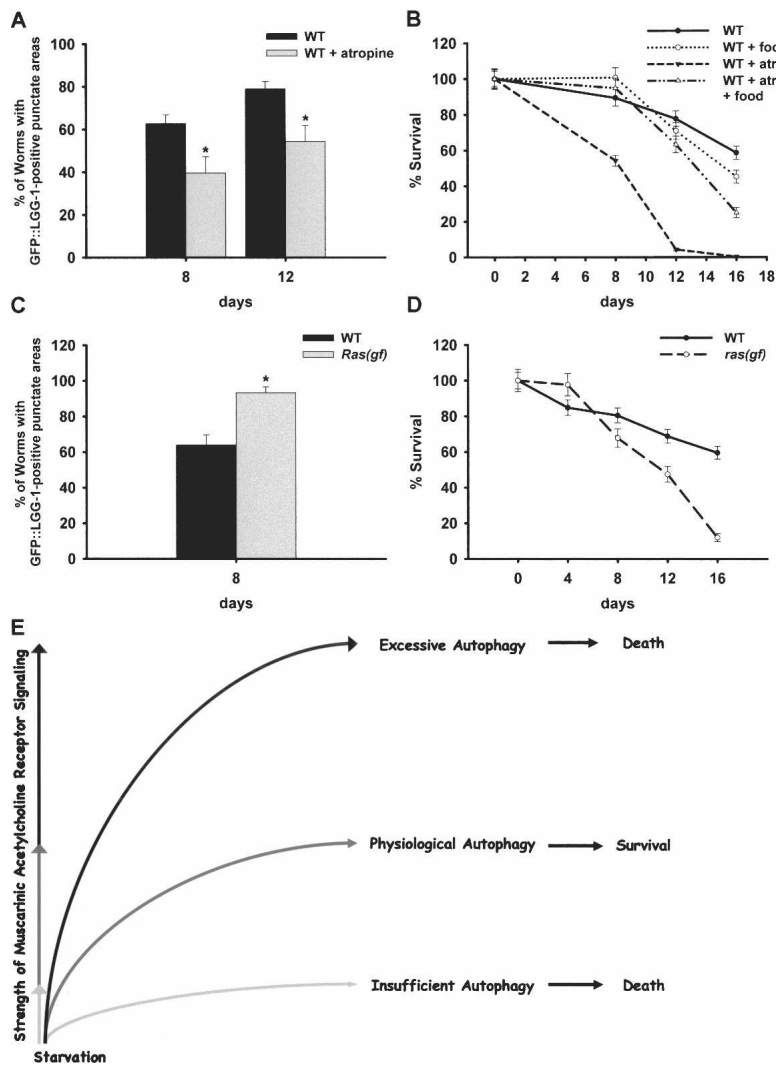 A
WT
WT + atropine
% of Worms with
GFP::LGG-1-positive punctate areas
100
80
60
40
20
0
*
*
8
12
days
B
WT
WT + foo
WT + atr
WT + atr
+ food
% Survival
120
100
80
60
40
20
0
0
2
4
6
8
10
12
14
16
18
days
C
WT
Ras(gf)
% of Worms with
GFP::LGG-1-positive punctate areas
120
100
80
60
40
20
0
*
8
days
D
WT
ras(gf)
% Survival
120
100
80
60
40
20
0
0
4
8
12
16
days
E
Strength of Muscarinic Acetylcholine Receptor Signaling
Excessive Autophagy
Death
Physiological Autophagy
Survival
Insufficient Autophagy
Death
Starvation